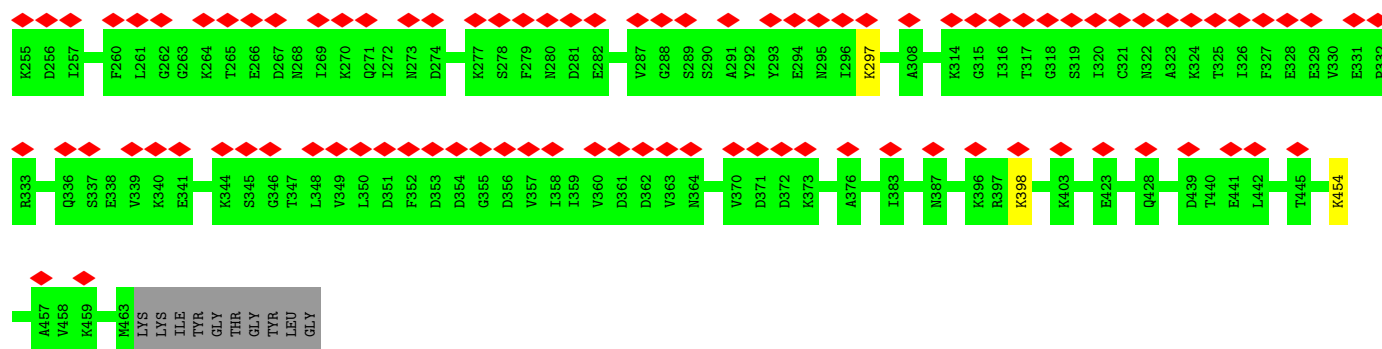 K255 D256 I257 F260 L261 G262 G263 K264 T265 E266 D267 N268 I269 K270 Q271 I272 N273 D274 K277 S278 F279 N280 D281 E282 V287 G288 S289 S290 A291 Y292 Y293 E294 N295 I296 K297 A308 K314 G315 I316 T317 G318 S319 I320 C321 N322 A323 K324 T325 I326 F327 E328 E329 V330 E331
R333 Q336 S337 E338 V339 K340 E341 K344 S345 G346 T347 L348 V349 L350 D351 F352 D353 D354 G355 D356 V357 I358 I359 V360 D361 D362 V363 N364 V370 D371 D372 K373 A376 I383 N387 K396 R397 K398 K403 E423 Q428 D439 T440 E441 L442 T445 K454
A457 V458 K459 M463 LYS LYS ILE TYR GLY THR GLY TYR LEU GLY